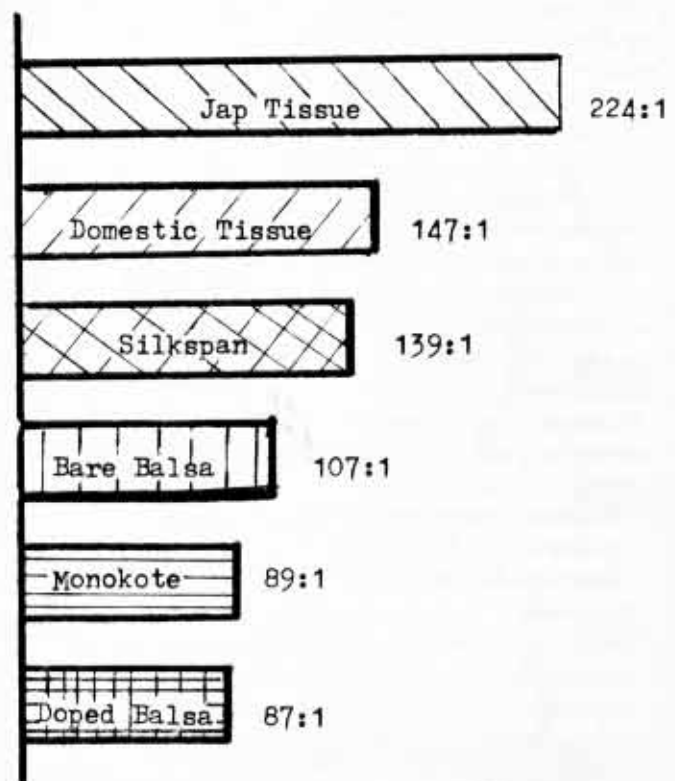 Jap Tissue 224:1
Domestic Tissue 147:1
Silkspan 139:1
Bare Balsa 107:1
Monokote 89:1
Doped Balsa 87:1